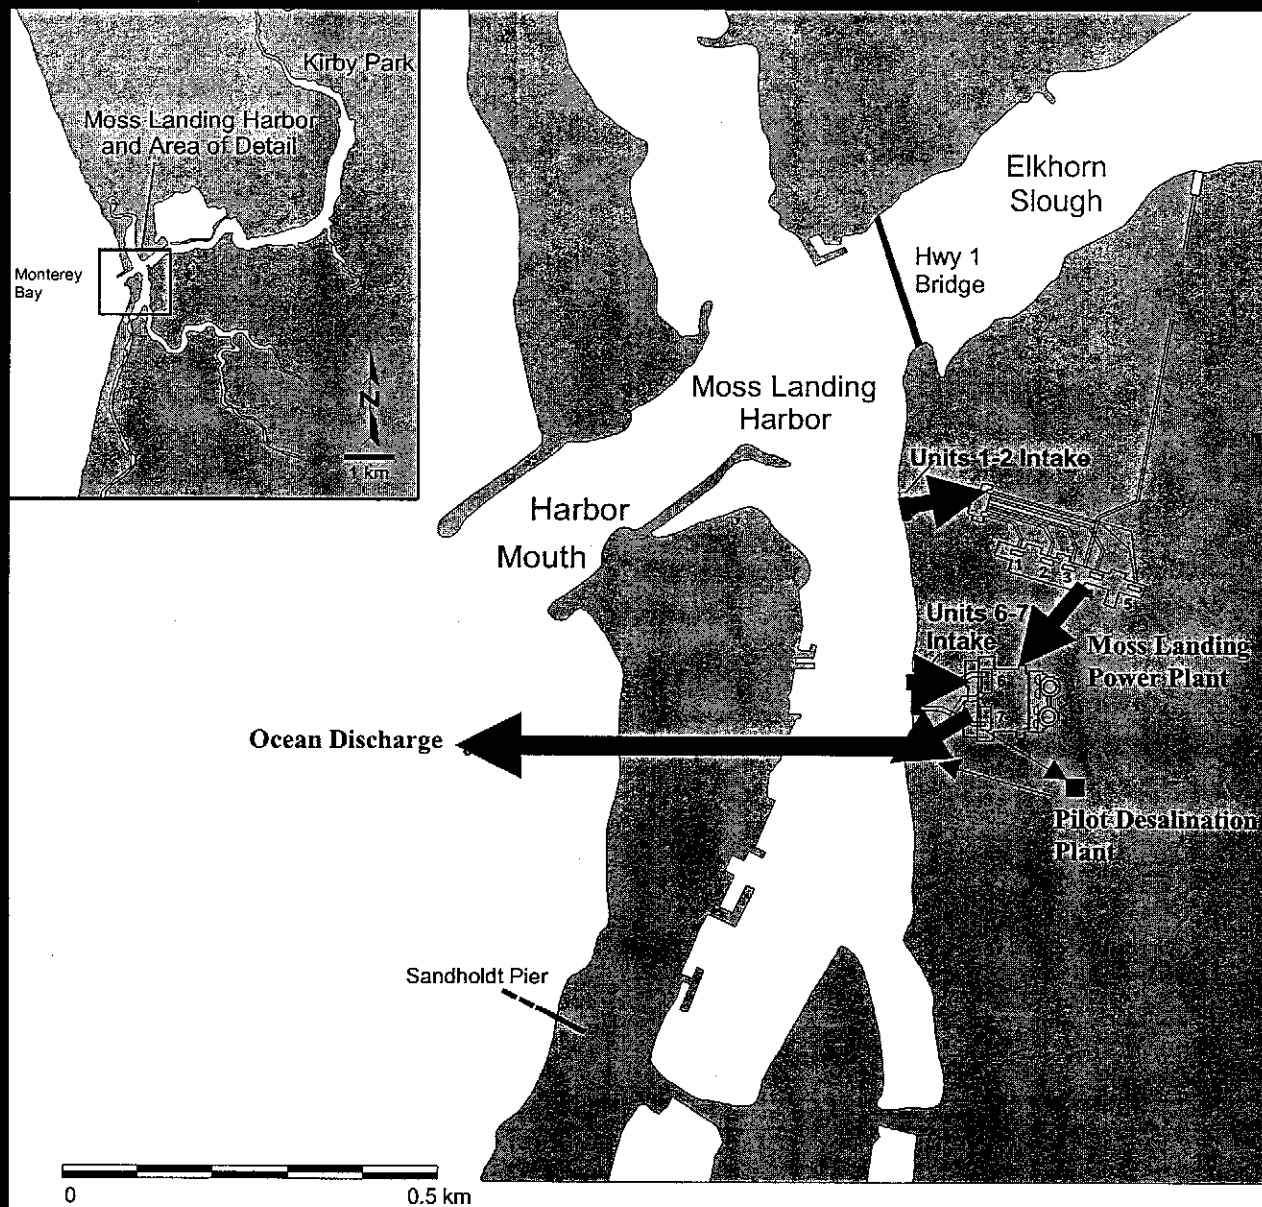 Kirby Park
Moss Landing Harbor
and Area of Detail
Monterey
Bay
N
1 km
Elkhorn
Slough
Hwy 1
Bridge
Moss Landing
Harbor
Units 1-2 Intake
Harbor
Mouth
1
2
3
5
Units 6-7
Intake
Moss Landing
Power Plant
6
7
Ocean Discharge
Pilot Desalination
Plant
Sandholdt Pier
0
0.5 km